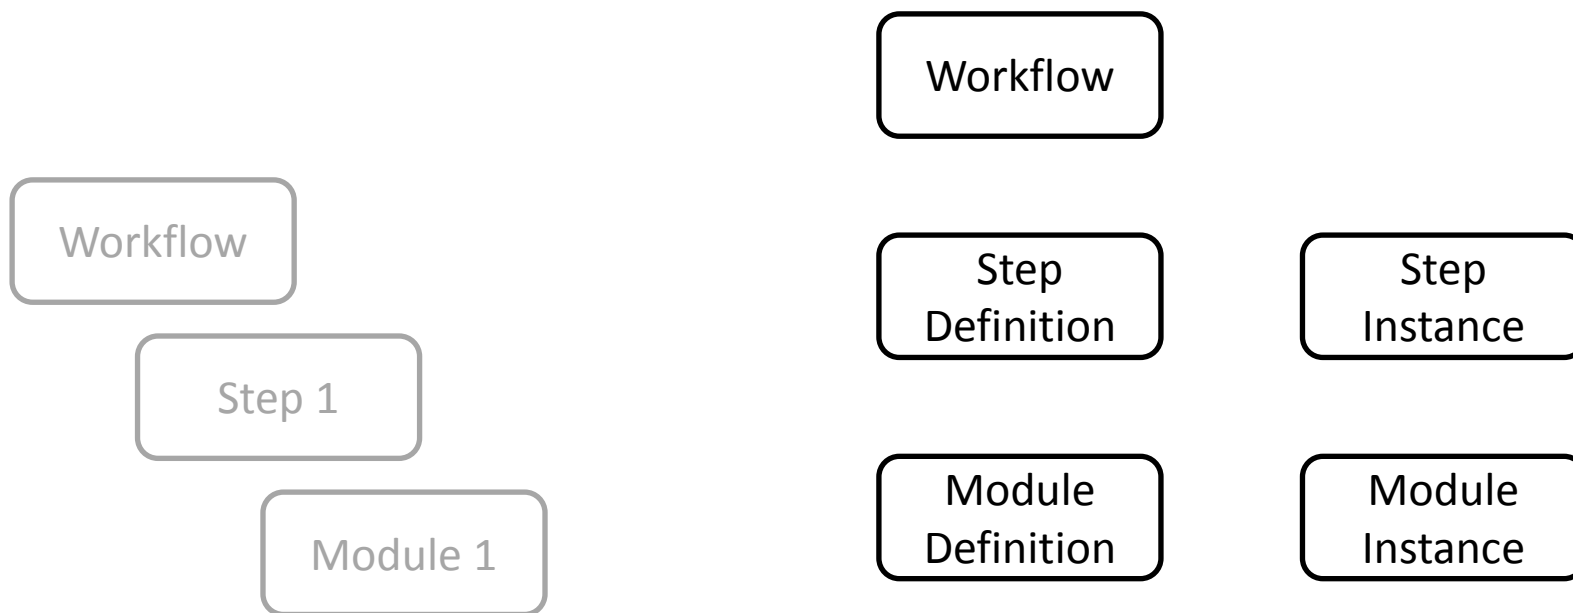 Workflow
Step 1
Module 1
Workflow
Step
Definition
Step
Instance
Module
Definition
Module
Instance